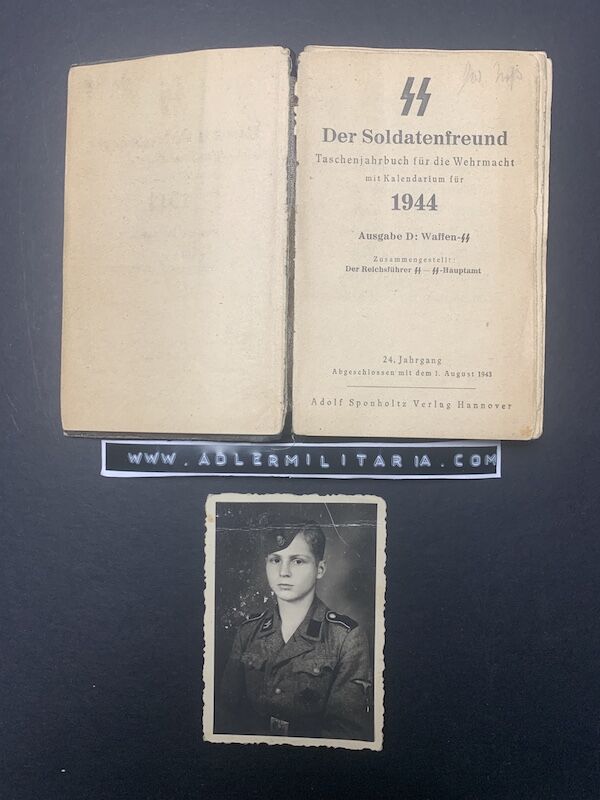 ᛋᛋ
Der Soldatenfreund
Taschenjahrbuch für die Wehrmacht
mit Kalendarium für
1944
Ausgabe D: Waffen-ᛋᛋ
Zusammengestellt:
Der Reichsführer ᛋᛋ — ᛋᛋ-Hauptamt
24. Jahrgang
Abgeschlossen mit dem 1. August 1943
Adolf Sponholtz Verlag Hannover
WWW.ADLERMILITARIA.COM